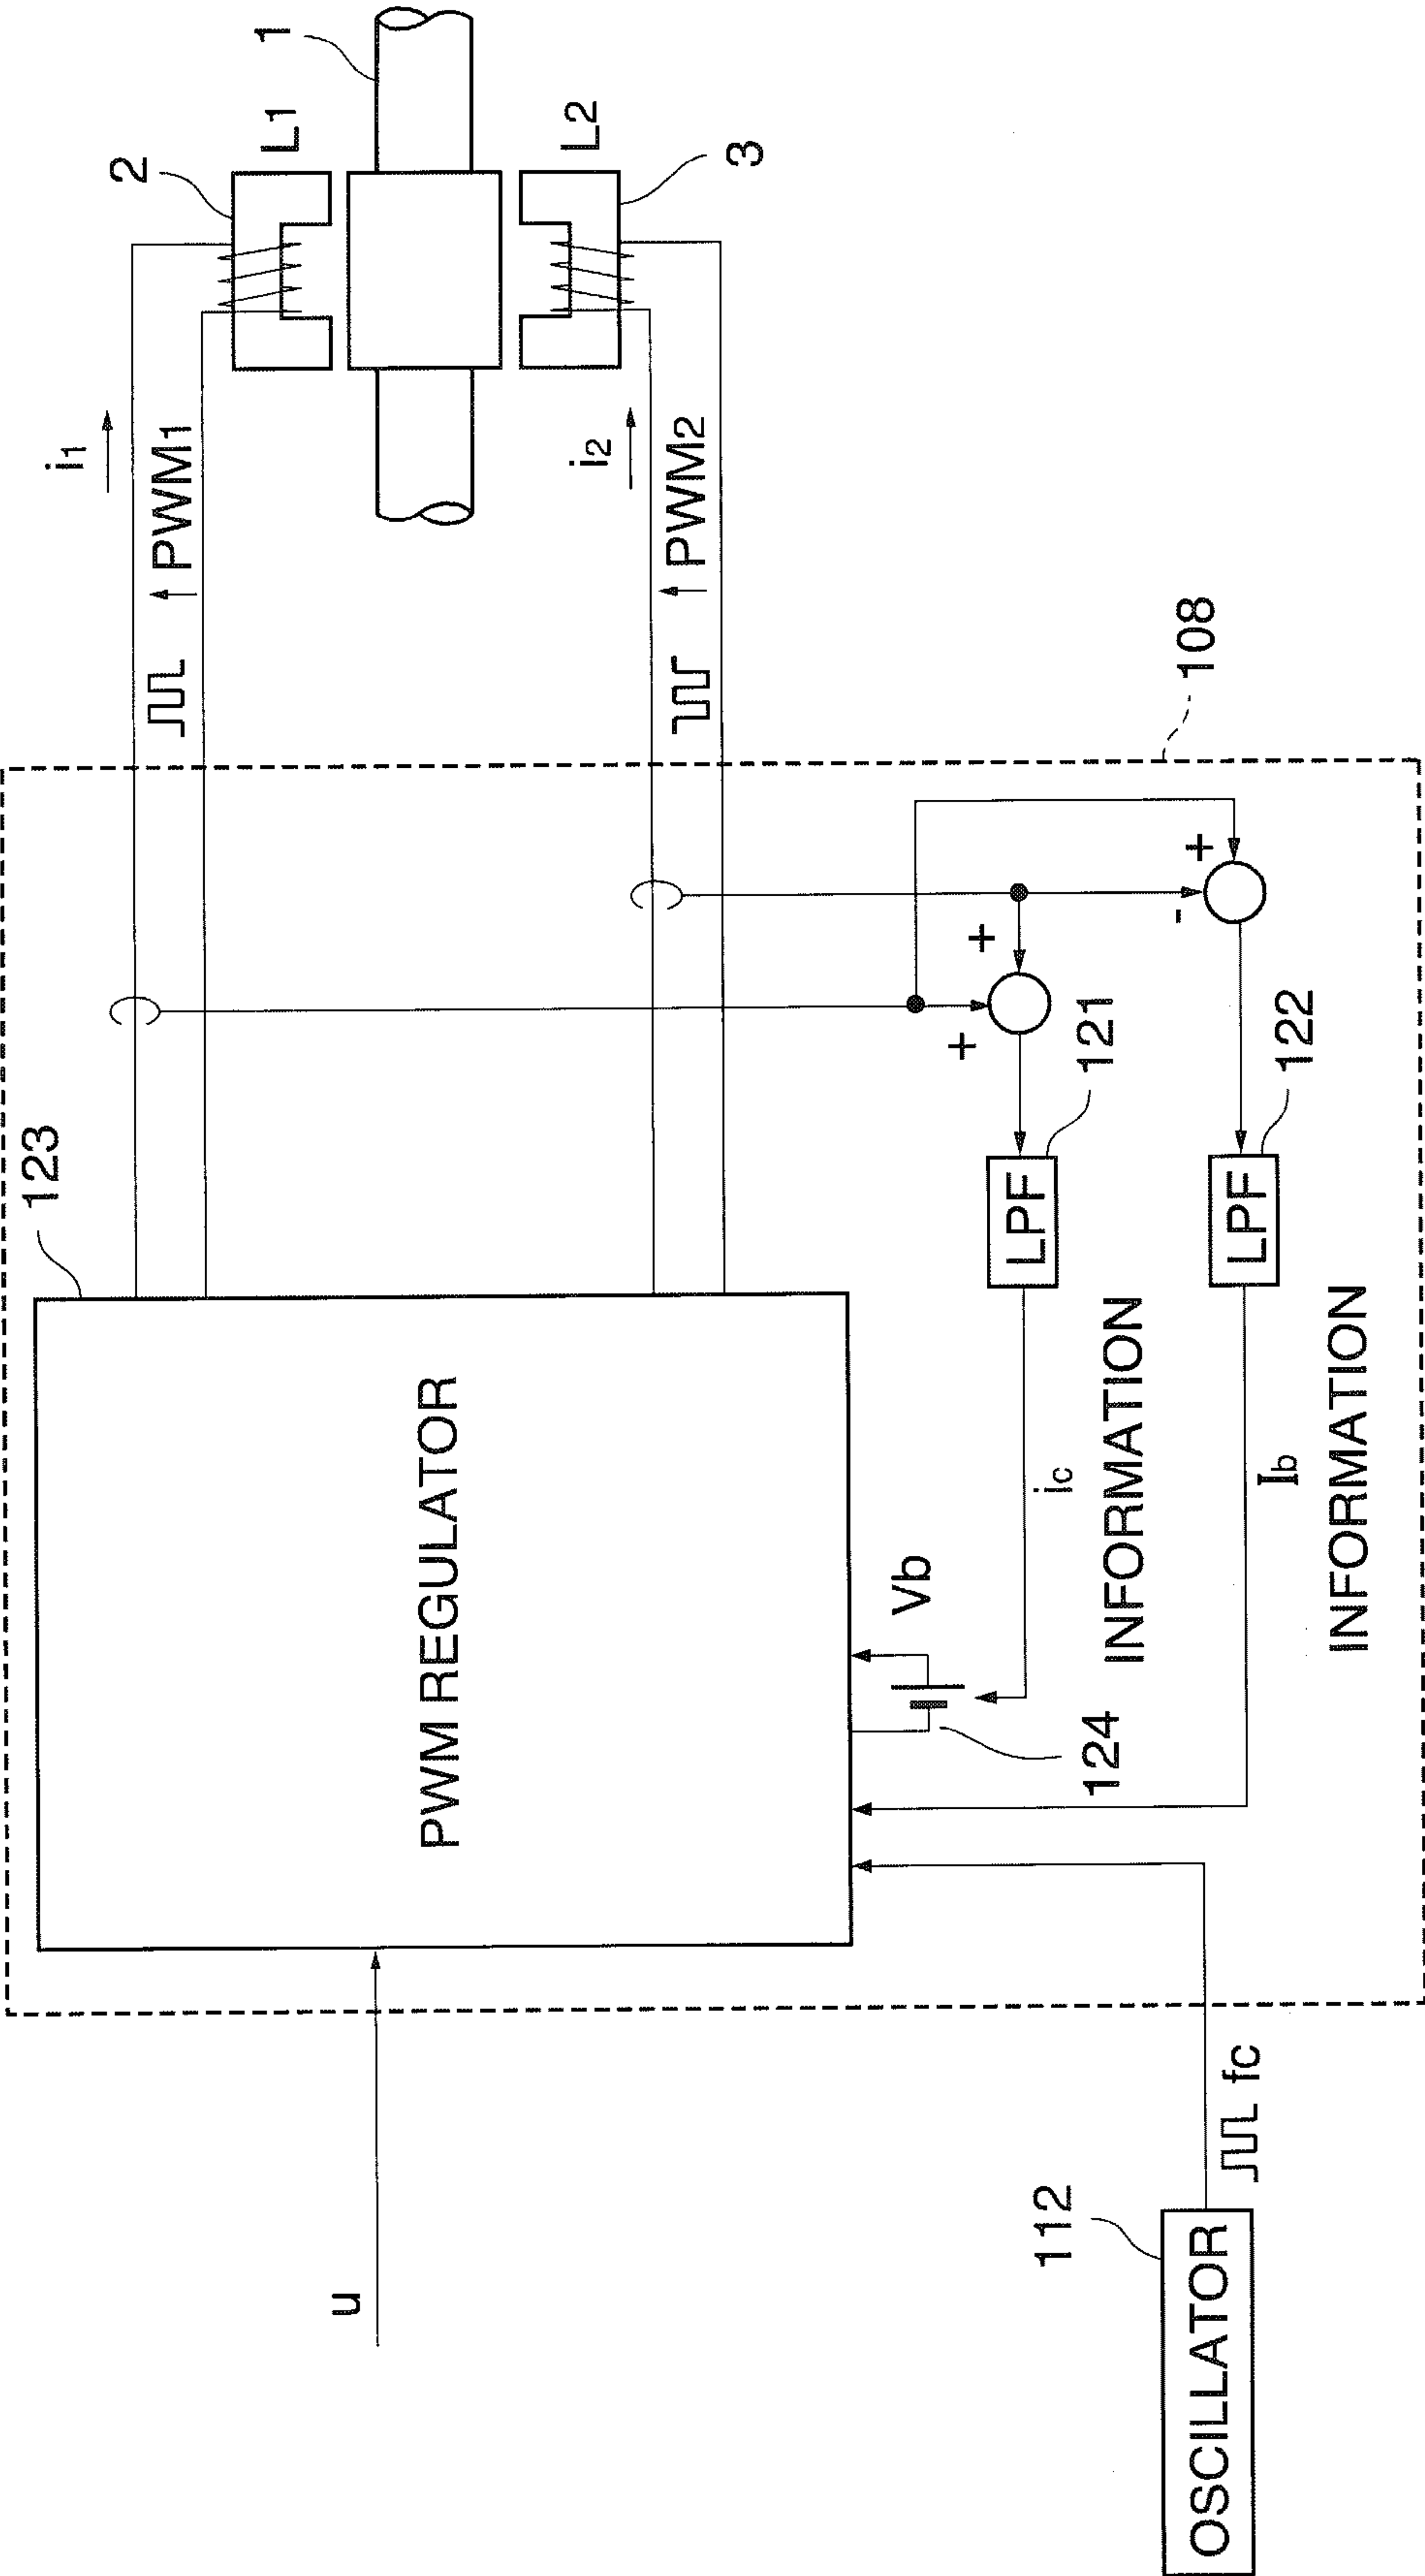 1
2
L1
L2
3
i1
PWM1
i2
PWM2
108
123
PWM REGULATOR
+
+
+
-
LPF
121
LPF
122
ic
INFORMATION
Ib
INFORMATION
Vb
124
u
fc
112
OSCILLATOR